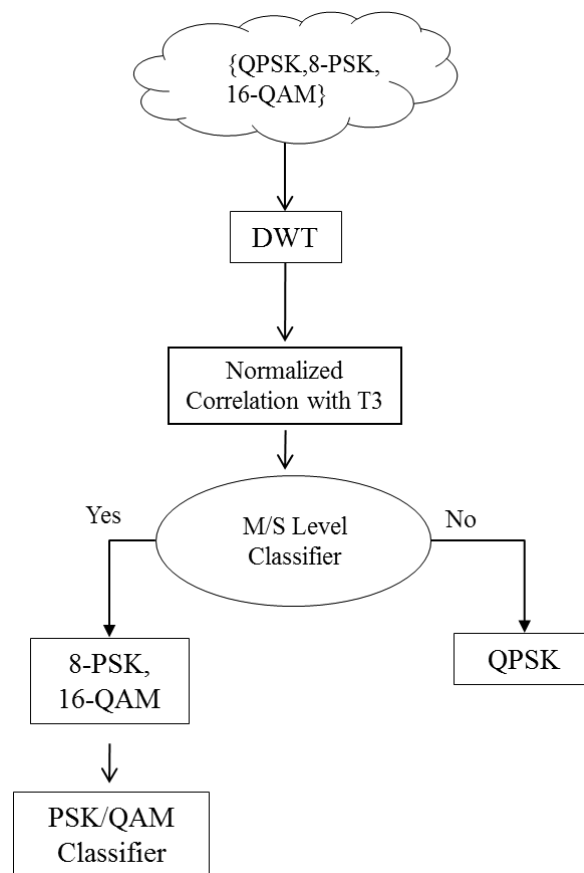 {QPSK,8-PSK,
16-QAM}
DWT
Normalized
Correlation with T3
Yes
M/S Level
Classifier
No
8-PSK,
16-QAM
QPSK
PSK/QAM
Classifier